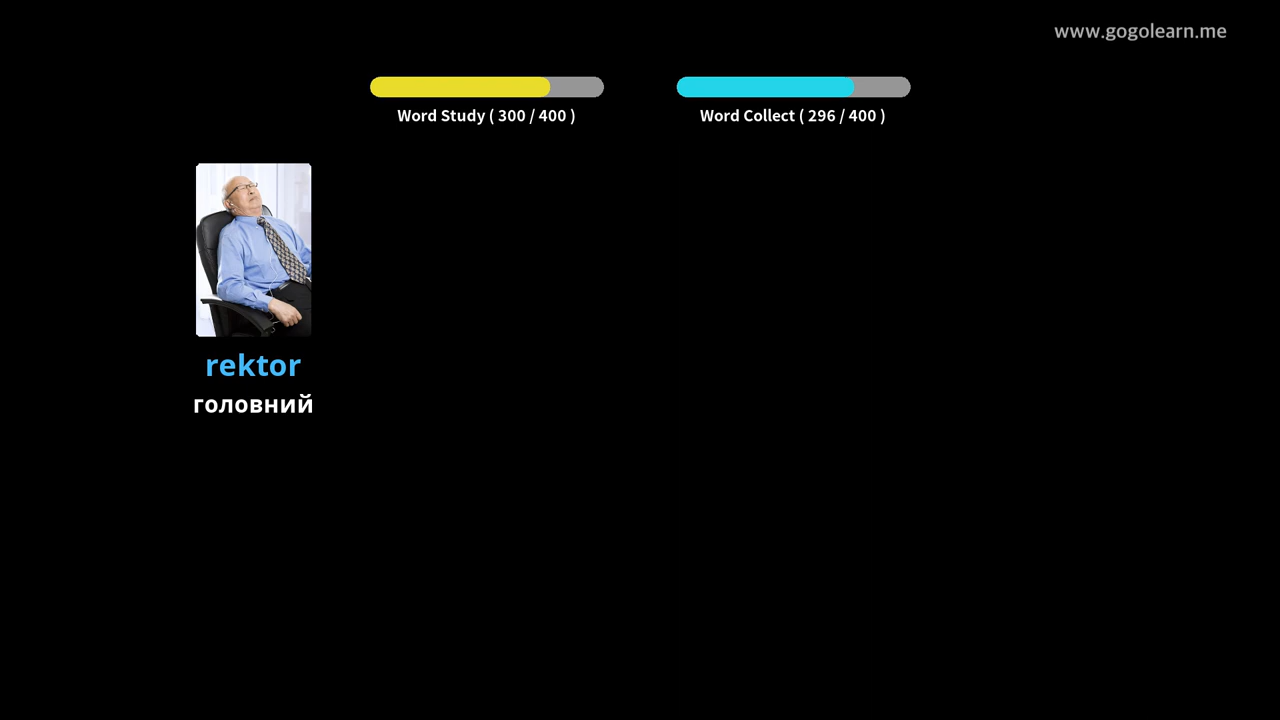 www.gogolearn.me
Word Study ( 300 / 400 )
Word Collect ( 296 / 400 )
rektor
головний